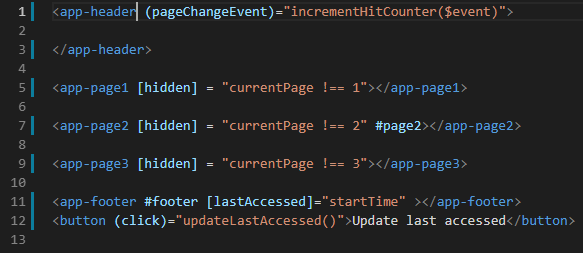 1 <app-header (pageChangeEvent)="incrementHitCounter($event)">
2
3 </app-header>
4
5 <app-page1 [hidden] = "currentPage !== 1"></app-page1>
6
7 <app-page2 [hidden] = "currentPage !== 2" #page2></app-page2>
8
9 <app-page3 [hidden] = "currentPage !== 3"></app-page3>
10
11 <app-footer #footer [lastAccessed]="startTime" ></app-footer>
12 <button (click)="updateLastAccessed()">Update last accessed</button>
13